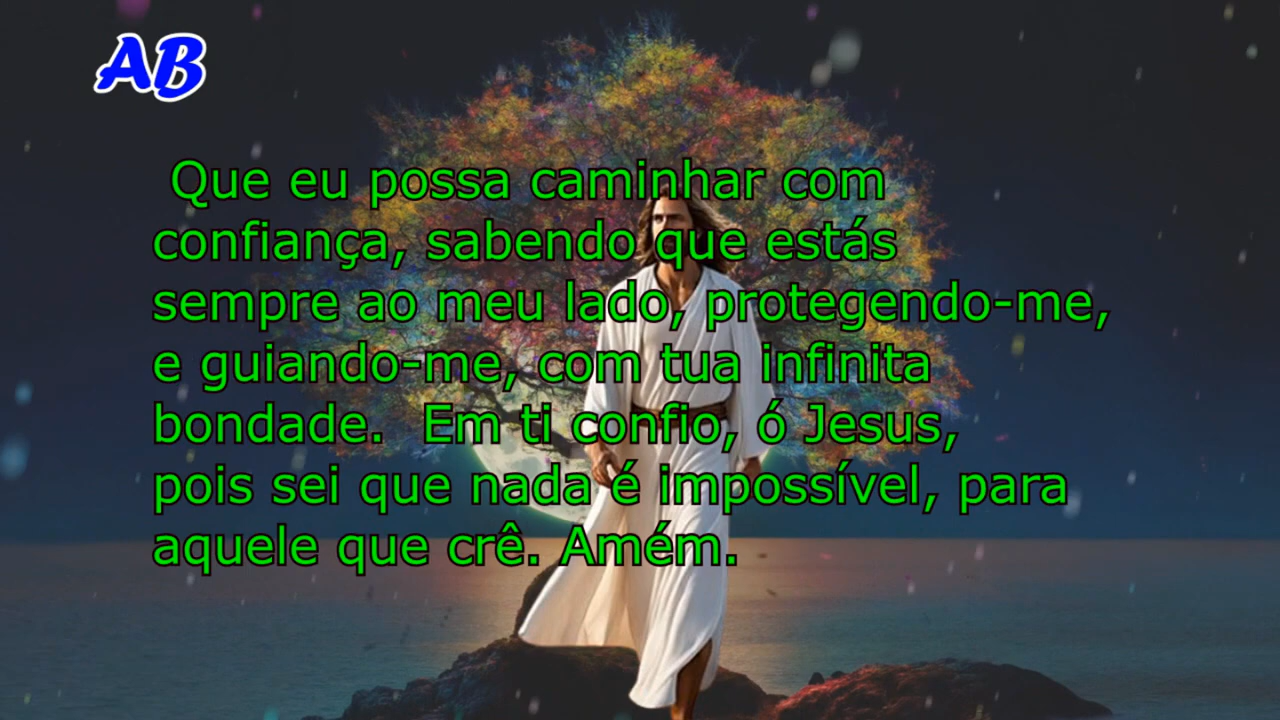 AB
Que eu possa caminhar com
confiança, sabendo que estás
sempre ao meu lado, protegendo-me,
e guiando-me, com tua infinita
bondade.  Em ti confio, ó Jesus,
pois sei que nada é impossível, para
aquele que crê. Amém.